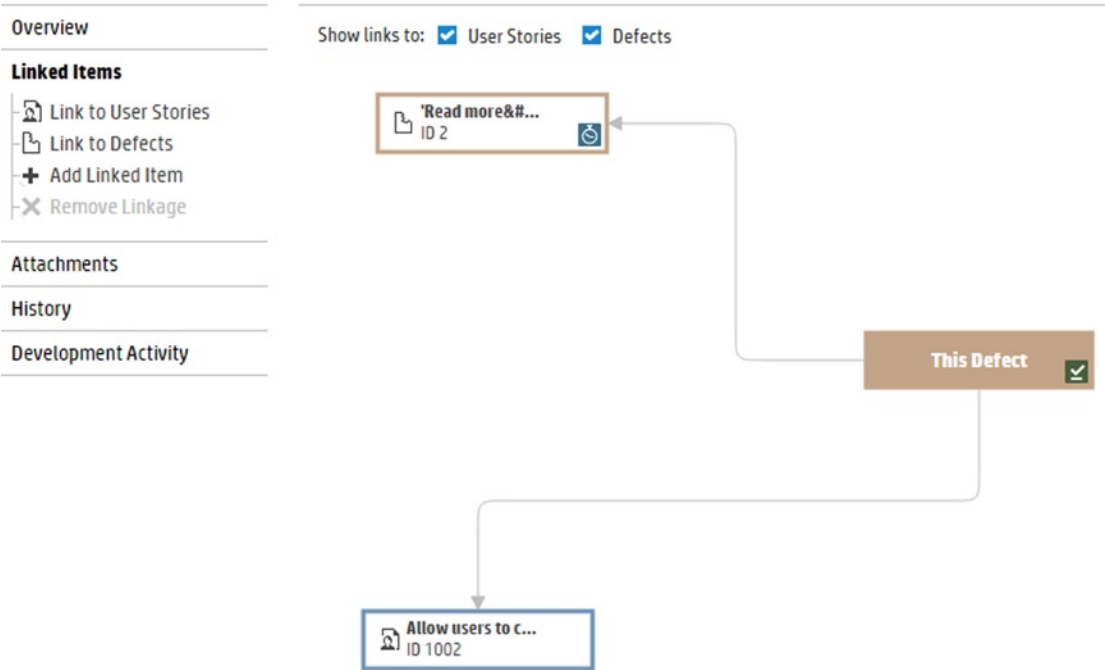 Overview
Linked Items
Link to User Stories
Link to Defects
Add Linked Item
Remove Linkage
Attachments
History
Development Activity
Show links to: User Stories Defects
'Read more&#...
ID 2
This Defect
Allow users to c...
ID 1002